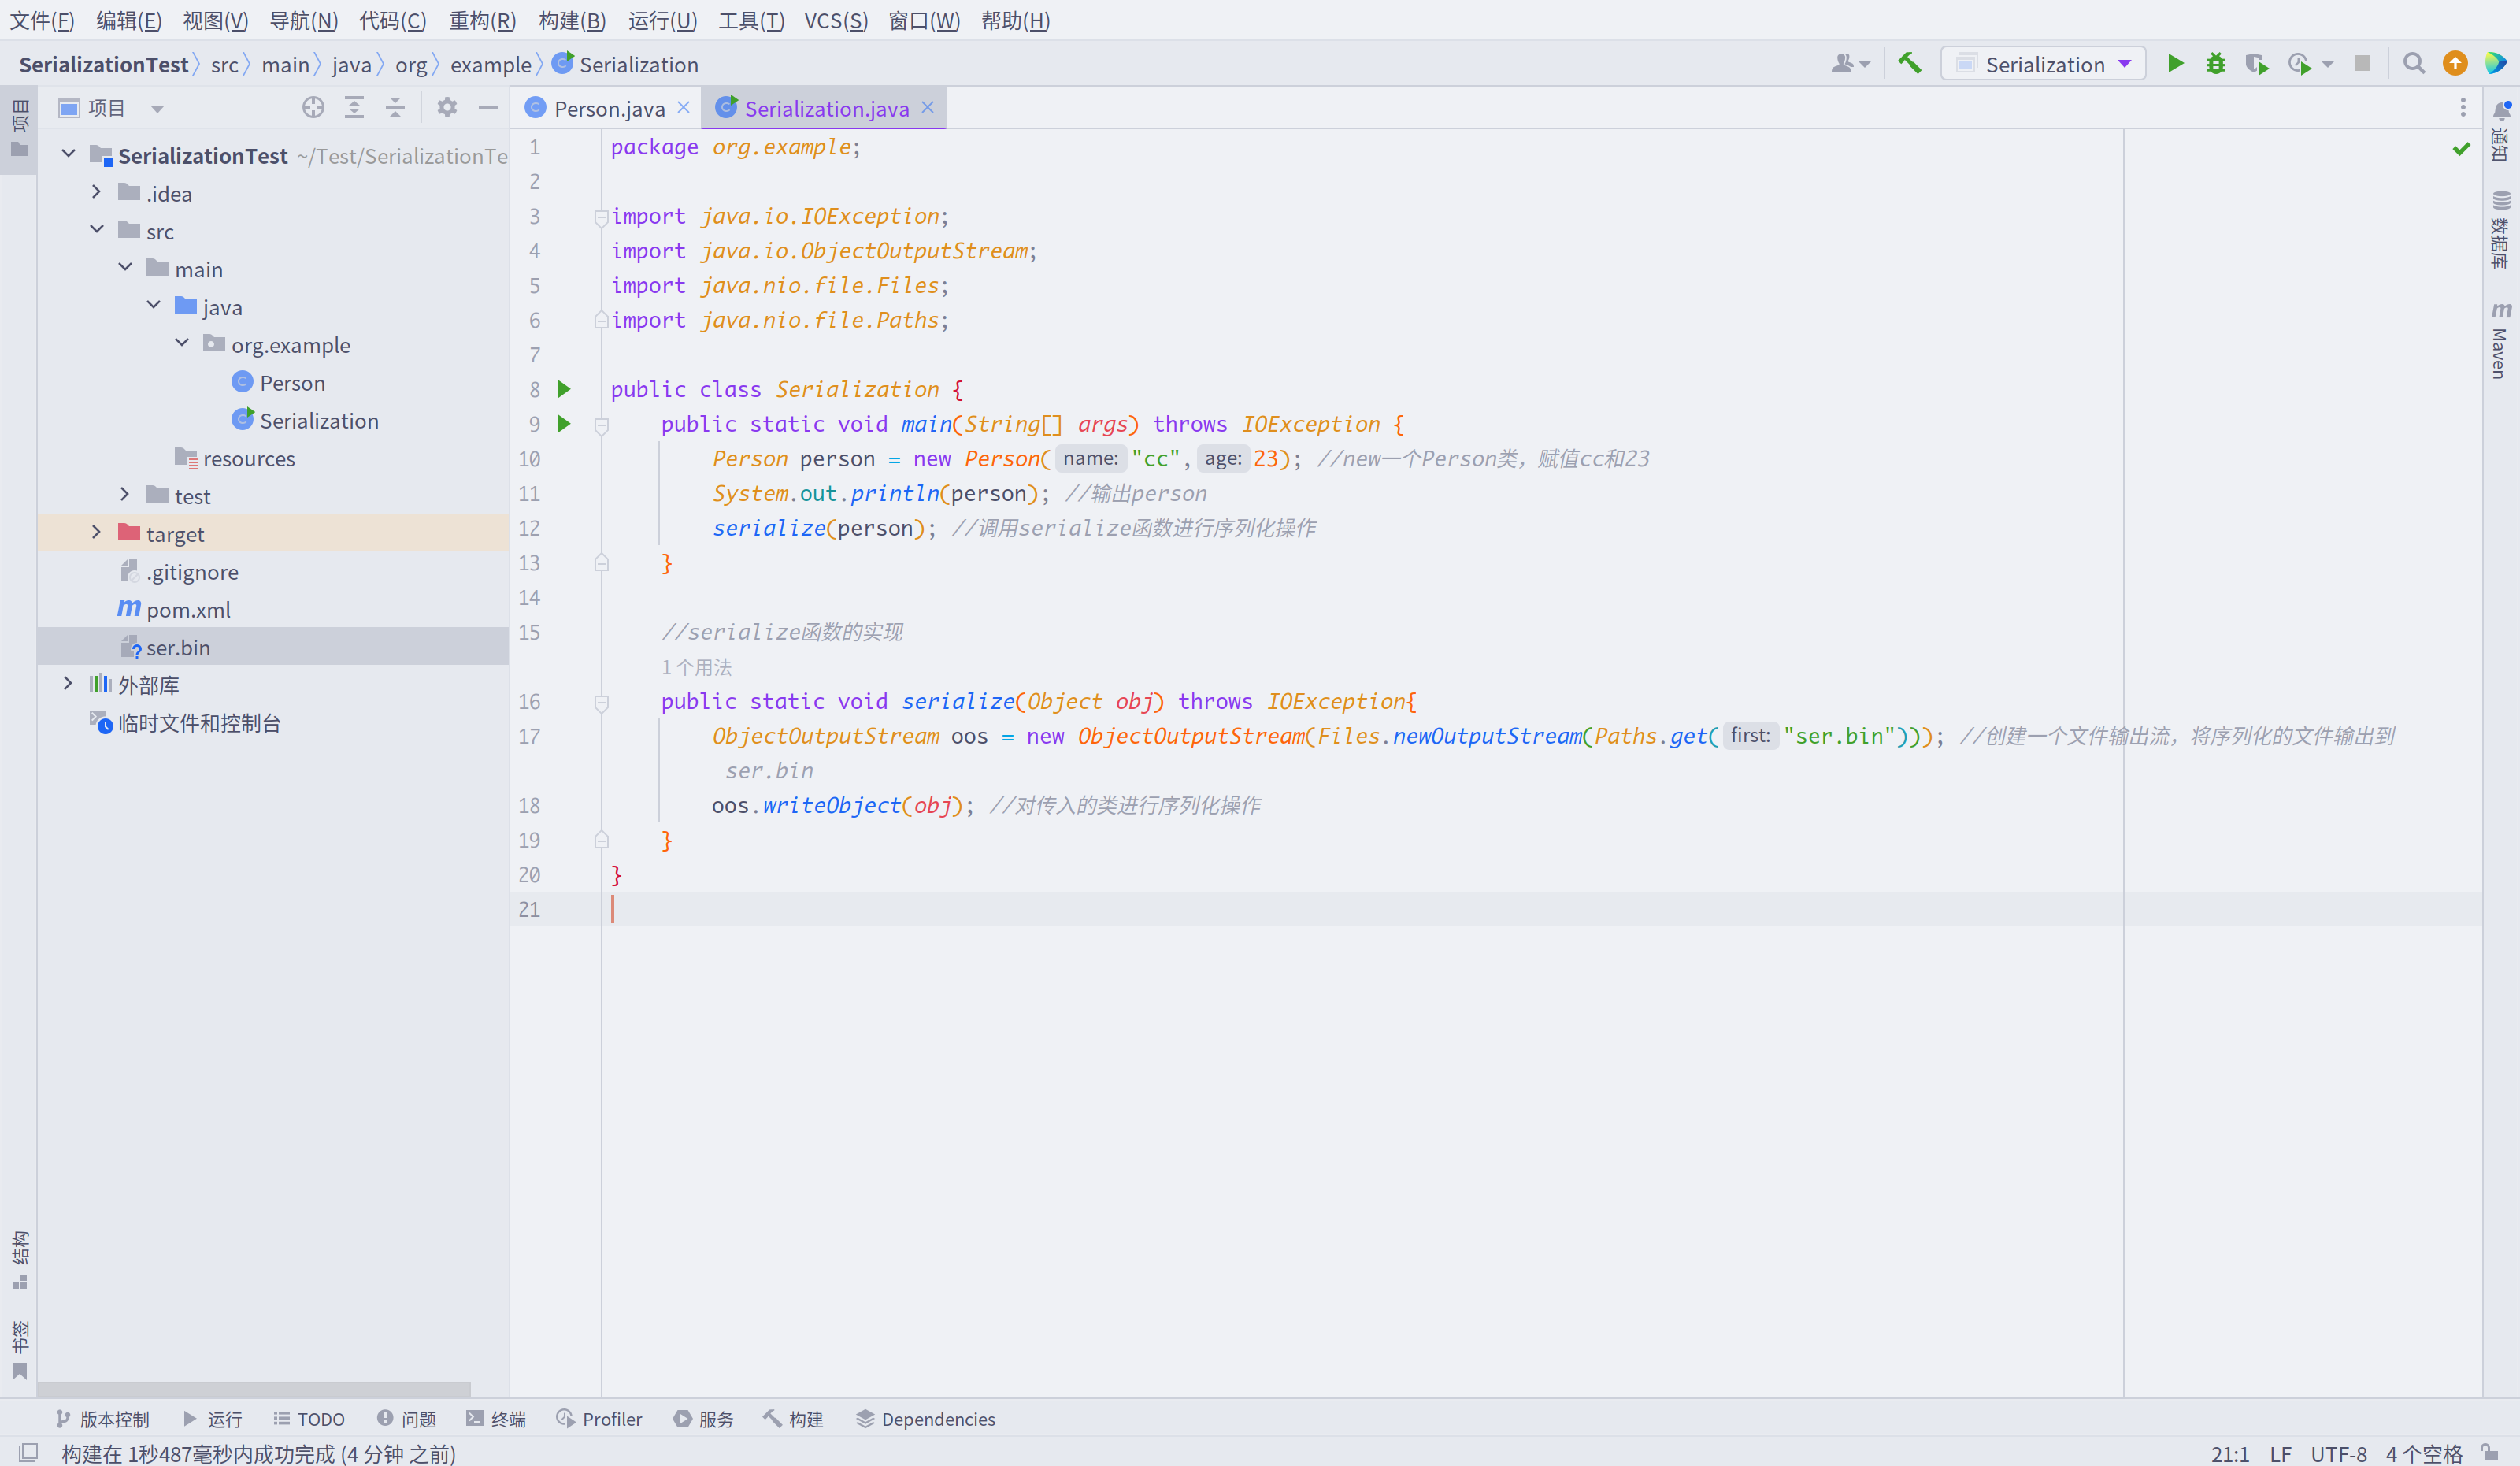 文件(F) 编辑(E) 视图(V) 导航(N) 代码(C) 重构(R) 构建(B) 运行(U) 工具(T) VCS(S) 窗口(W) 帮助(H)
SerializationTest src main java org example Serialization
Serialization
项目
项目
Person.java
Serialization.java
SerializationTest ~/Test/SerializationTe
.idea
src
main
java
org.example
Person
Serialization
resources
test
target
.gitignore
pom.xml
ser.bin
外部库
临时文件和控制台
结构
书签
1 package org.example;
2
3 import java.io.IOException;
4 import java.io.ObjectOutputStream;
5 import java.nio.file.Files;
6 import java.nio.file.Paths;
7
8 public class Serialization {
9 public static void main(String[] args) throws IOException {
10 Person person = new Person( name: "cc", age: 23); //new一个Person类，赋值cc和23
11 System.out.println(person); //输出person
12 serialize(person); //调用serialize函数进行序列化操作
13 }
14
15 //serialize函数的实现
1 个用法
16 public static void serialize(Object obj) throws IOException{
17 ObjectOutputStream oos = new ObjectOutputStream(Files.newOutputStream(Paths.get( first: "ser.bin"))); //创建一个文件输出流，将序列化的文件输出到
ser.bin
18 oos.writeObject(obj); //对传入的类进行序列化操作
19 }
20 }
21
通知
数据库
Maven
版本控制 运行 TODO 问题 终端 Profiler 服务 构建 Dependencies
构建在 1秒487毫秒内成功完成 (4 分钟 之前)
21:1 LF UTF-8 4 个空格